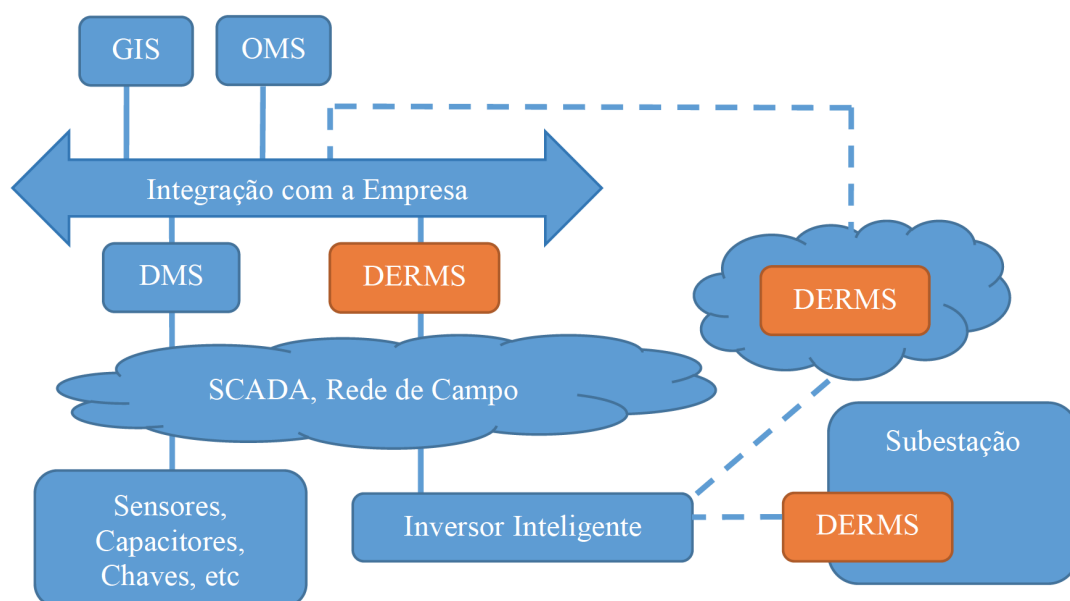 GIS
OMS
Integração com a Empresa
DMS
DERMS
DERMS
SCADA, Rede de Campo
Subestação
Sensores,
Capacitores,
Chaves, etc
Inversor Inteligente
DERMS